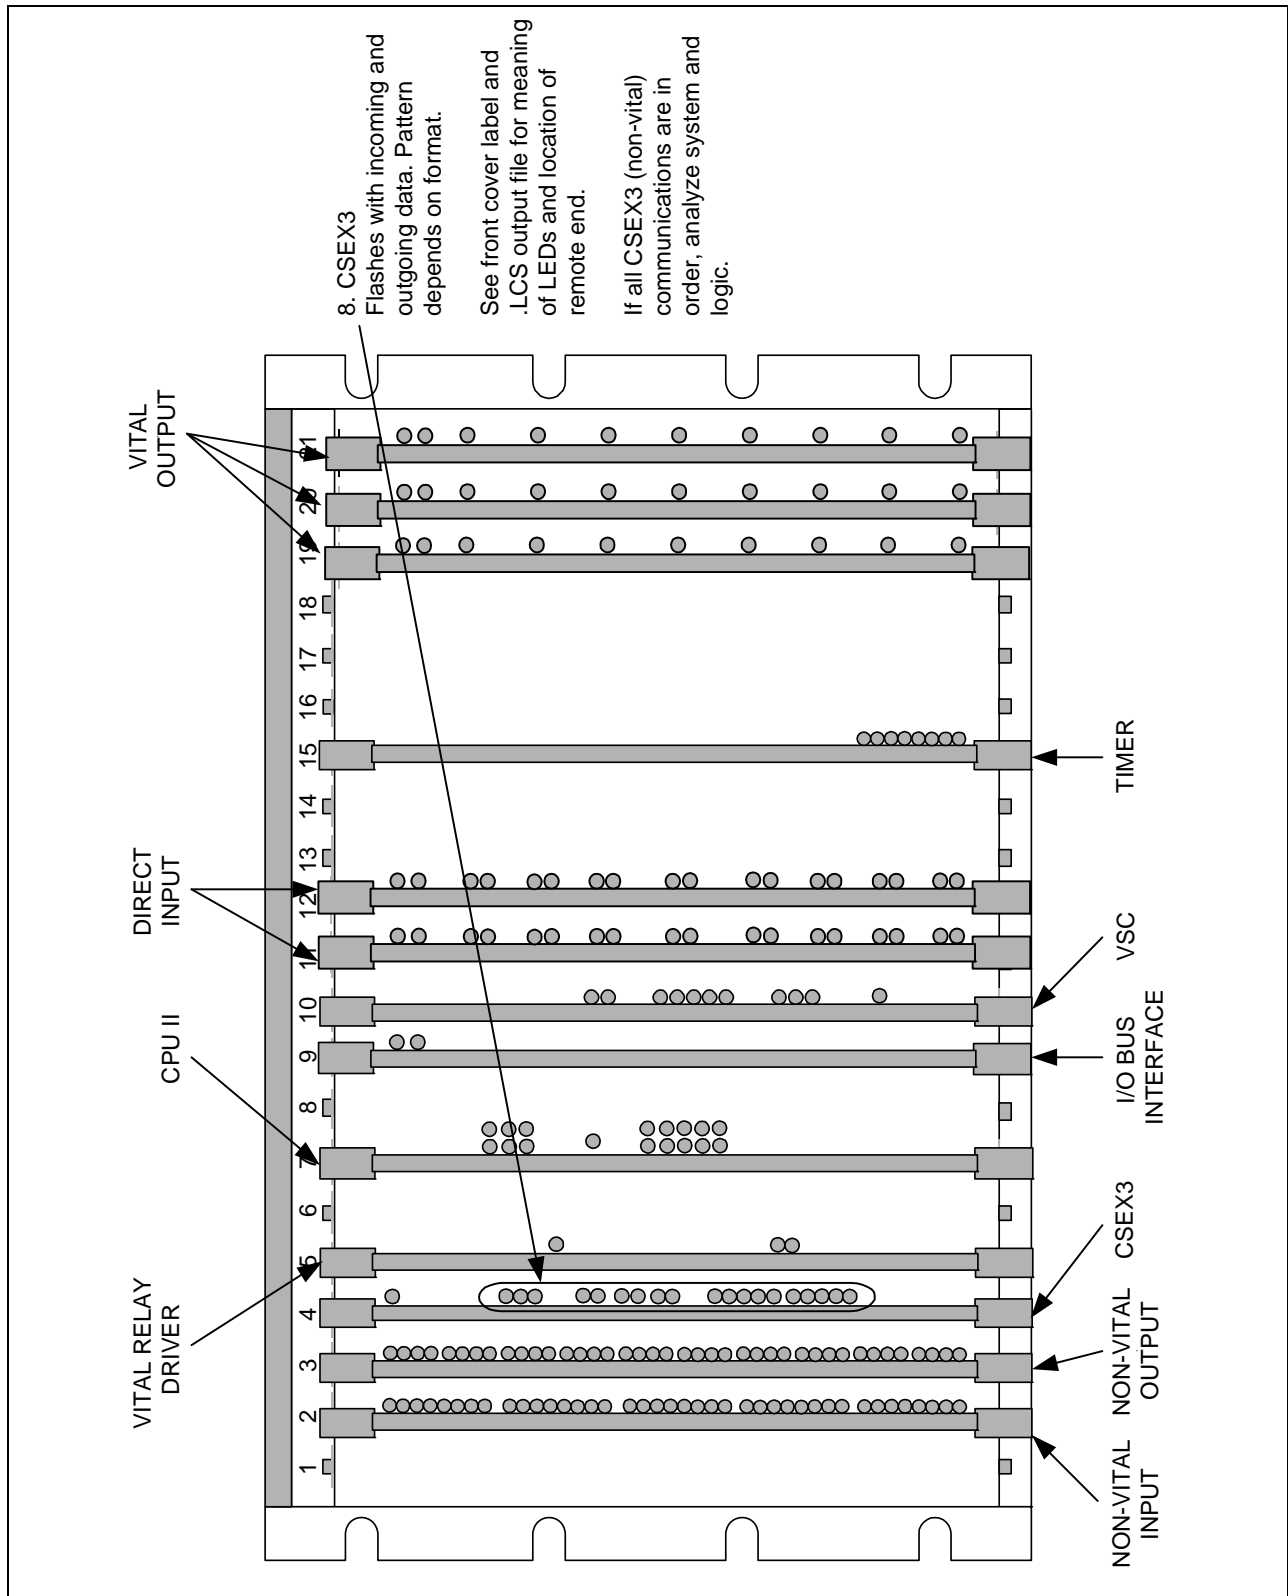 8. CSEX3
Flashes with incoming and
outgoing data. Pattern
depends on format.
See front cover label and
.LCS output file for meaning
of LEDs and location of
remote end.
If all CSEX3 (non-vital)
communications are in
order, analyze system and
logic.
VITAL RELAY
DRIVER
CPU II
DIRECT
INPUT
VITAL
OUTPUT
1
2
3
4
5
6
7
8
9
10
11
12
13
14
15
16
17
18
19
20
21
NON-VITAL
INPUT
NON-VITAL
OUTPUT
CSEX3
I/O BUS
INTERFACE
VSC
TIMER